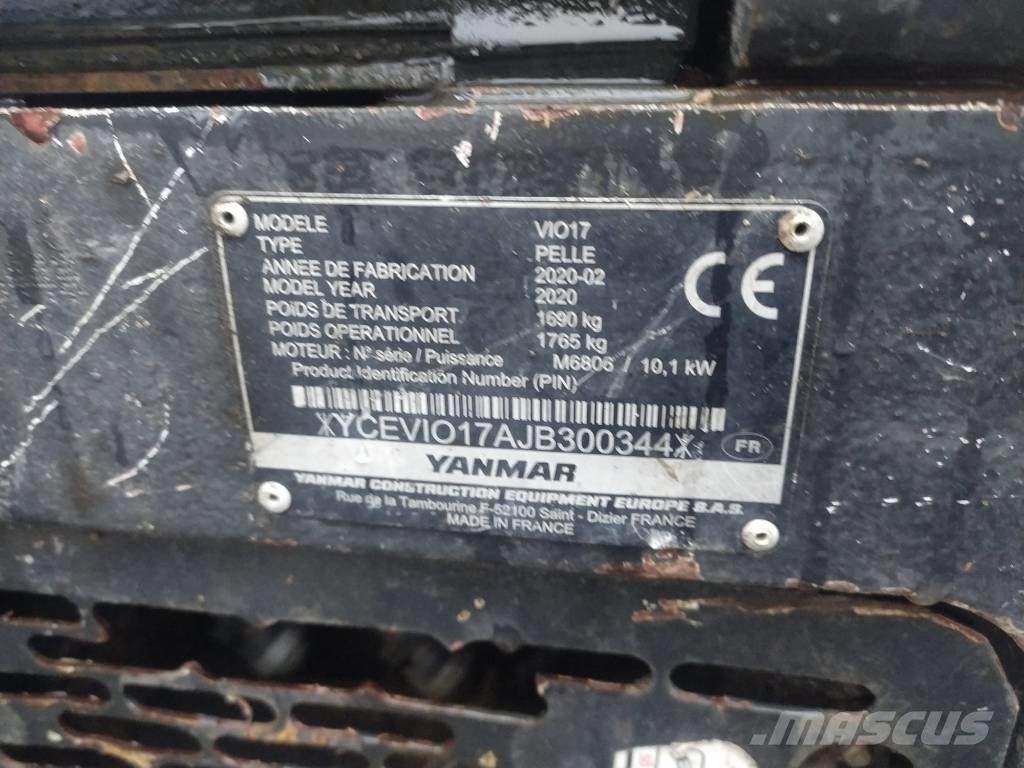 MODELE VIO17
TYPE PELLE
ANNEE DE FABRICATION 2020-02
MODEL YEAR 2020
POIDS DE TRANSPORT 1690 kg
POIDS OPERATIONNEL 1765 kg
MOTEUR : N° série / Puissance M6806 / 10,1 kW
Product Identification Number (PIN)
YCEVIO17AJB300344
FR
YANMAR
YANMAR CONSTRUCTION EQUIPMENT EUROPE S.A.S.
Rue de la Tambourine F-52100 Saint - Dizier FRANCE
MADE IN FRANCE
CE
MASCUS